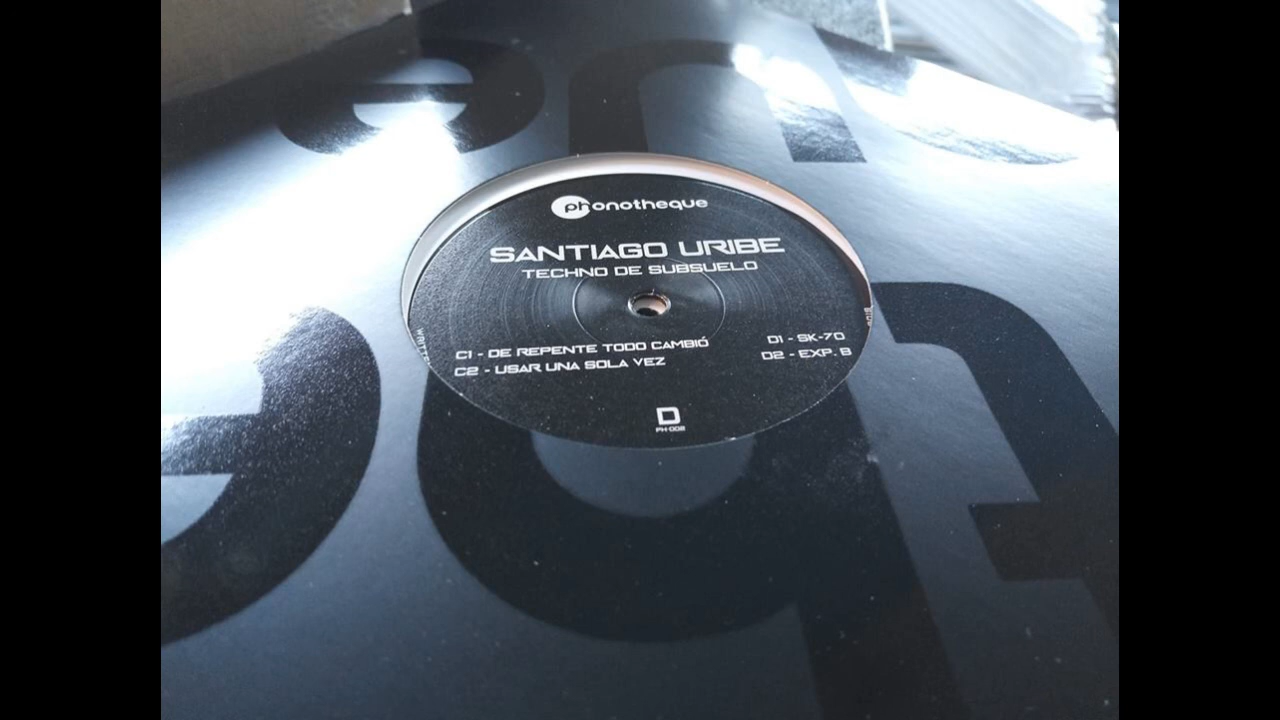 phonotheque
SANTIAGO URIBE
TECHNO DE SUBSUELO
C1 - DE REPENTE TODO CAMBIÓ
C2 - USAR UNA SOLA VEZ
D1 - SK-70
D2 - EXP. B
D
PH-002